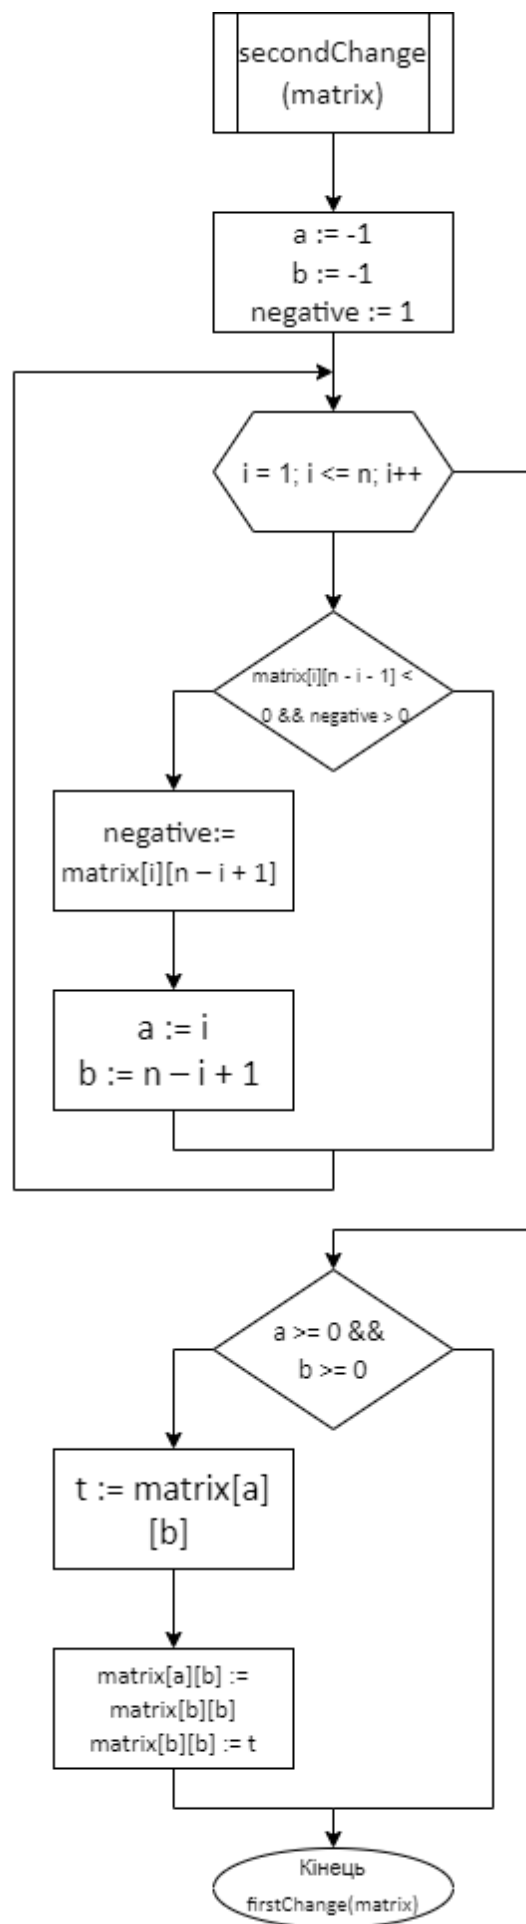 secondChange
(matrix)
a := -1
b := -1
negative := 1
i = 1; i <= n; i++
matrix[i][n - i - 1] <
0 && negative > 0
negative:=
matrix[i][n – i + 1]
a := i
b := n – i + 1
a >= 0 &&
b >= 0
t := matrix[a]
[b]
matrix[a][b] :=
matrix[b][b]
matrix[b][b] := t
Кінець
firstChange(matrix)